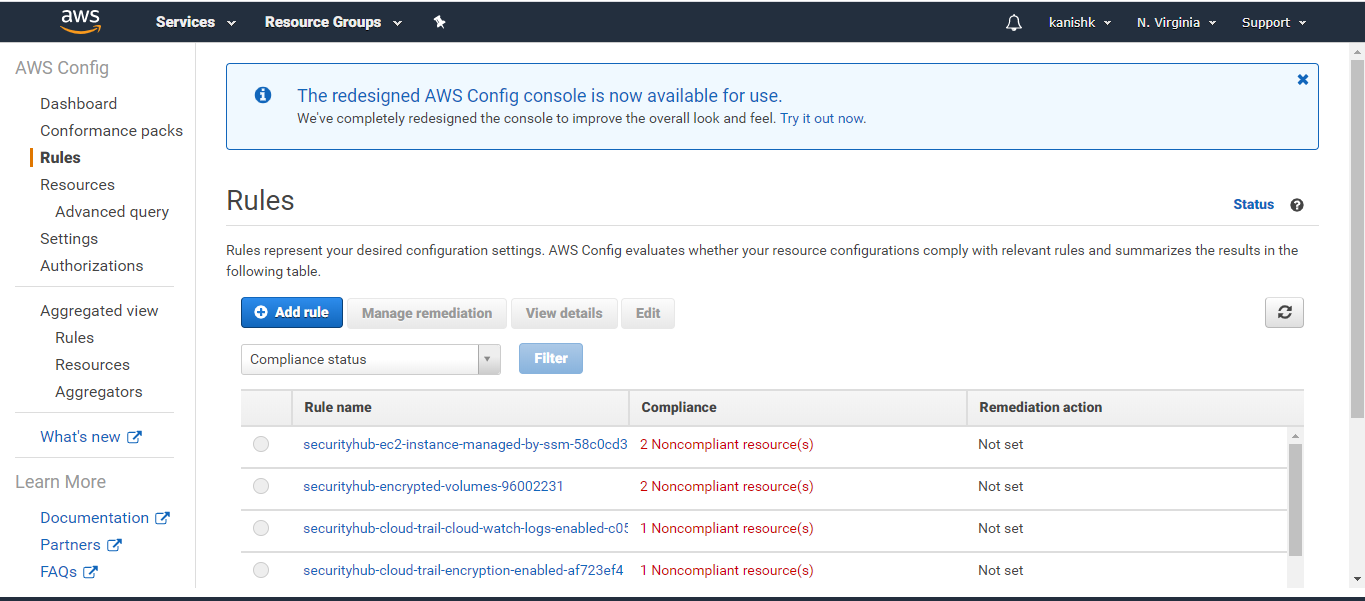 aws Services Resource Groups kanishk N. Virginia Support
AWS Config
Dashboard
Conformance packs
Rules
Resources
Advanced query
Settings
Authorizations
Aggregated view
Rules
Resources
Aggregators
What's new
Learn More
Documentation
Partners
FAQs
The redesigned AWS Config console is now available for use.
We've completely redesigned the console to improve the overall look and feel. Try it out now.
Rules
Status
Rules represent your desired configuration settings. AWS Config evaluates whether your resource configurations comply with relevant rules and summarizes the results in the
following table.
Add rule Manage remediation View details Edit
Compliance status Filter
Rule name Compliance Remediation action
securityhub-ec2-instance-managed-by-ssm-58c0cd3 2 Noncompliant resource(s) Not set
securityhub-encrypted-volumes-96002231 2 Noncompliant resource(s) Not set
securityhub-cloud-trail-cloud-watch-logs-enabled-c05 1 Noncompliant resource(s) Not set
securityhub-cloud-trail-encryption-enabled-af723ef4 1 Noncompliant resource(s) Not set